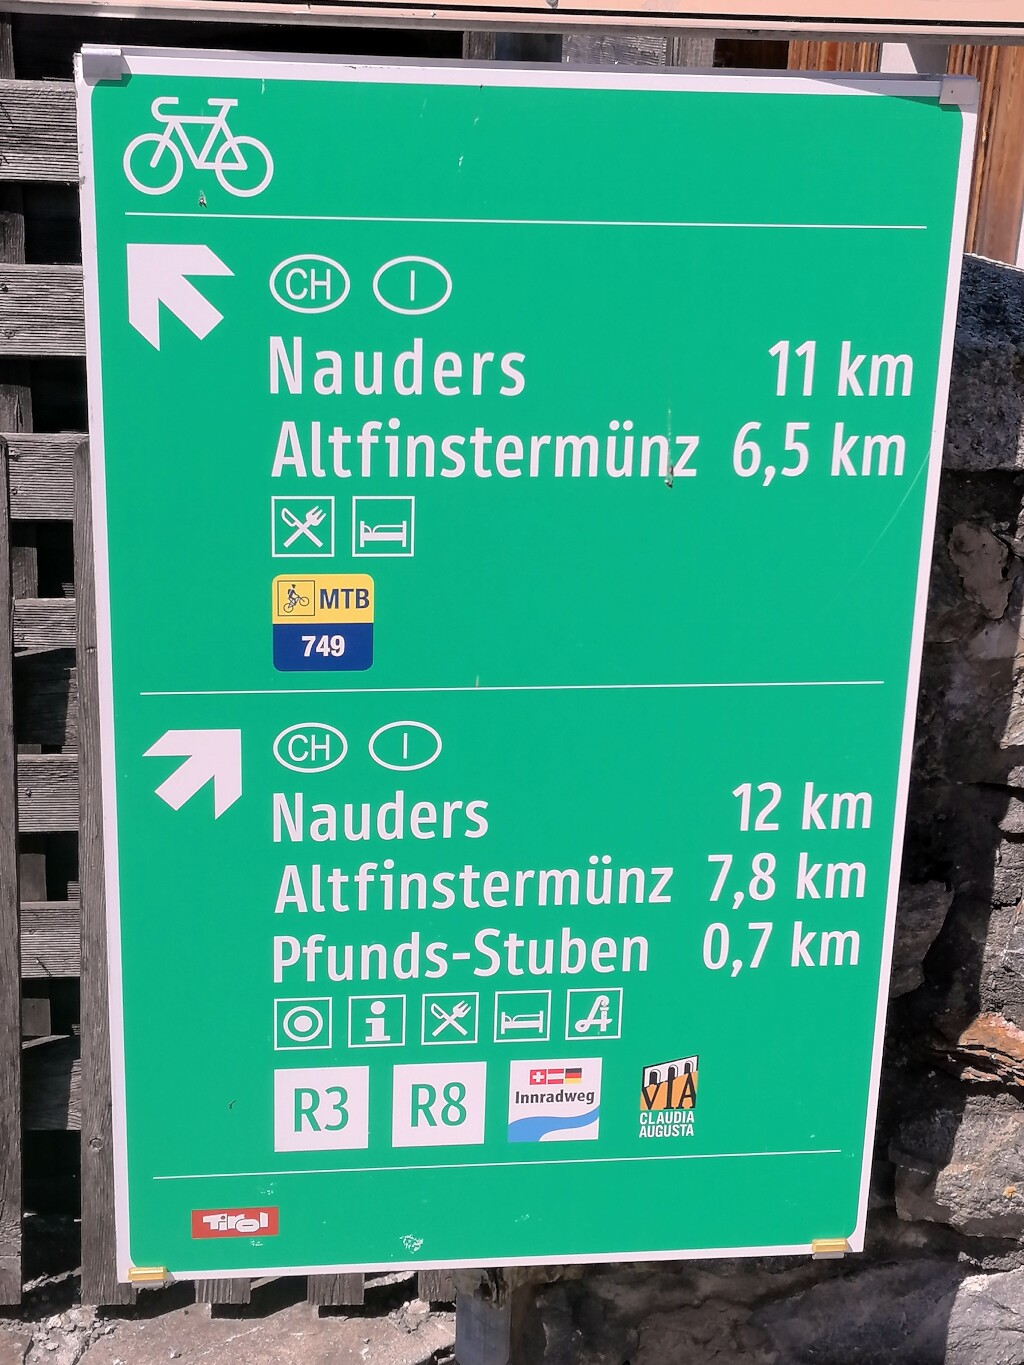 CH I
Nauders 11 km
Altfinstermünz 6,5 km
MTB
749
CH I
Nauders 12 km
Altfinstermünz 7,8 km
Pfunds-Stuben 0,7 km
i A
R3 R8 Innradweg VIA
CLAUDIA
AUGUSTA
Tirol